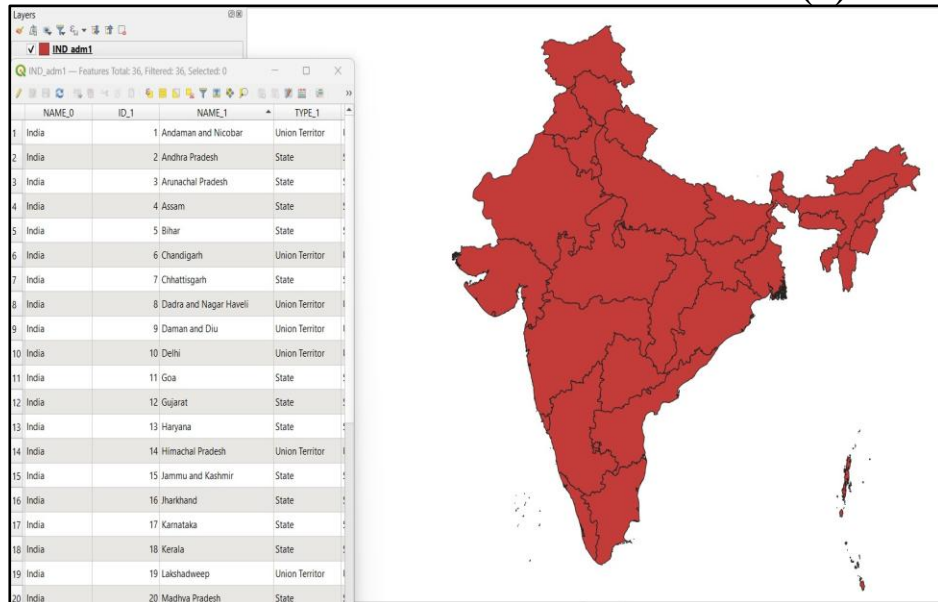 Layers
IND adm1
IND_adm1 — Features Total: 36, Filtered: 36, Selected: 0
NAME_0 ID_1 NAME_1 TYPE_1
1 India 1 Andaman and Nicobar Union Territor
2 India 2 Andhra Pradesh State
3 India 3 Arunachal Pradesh State
4 India 4 Assam State
5 India 5 Bihar State
6 India 6 Chandigarh Union Territor
7 India 7 Chhattisgarh State
8 India 8 Dadra and Nagar Haveli Union Territor
9 India 9 Daman and Diu Union Territor
10 India 10 Delhi Union Territor
11 India 11 Goa State
12 India 12 Gujarat State
13 India 13 Haryana State
14 India 14 Himachal Pradesh Union Territor
15 India 15 Jammu and Kashmir State
16 India 16 Jharkhand State
17 India 17 Karnataka State
18 India 18 Kerala State
19 India 19 Lakshadweep Union Territor
20 India 20 Madhya Pradesh State